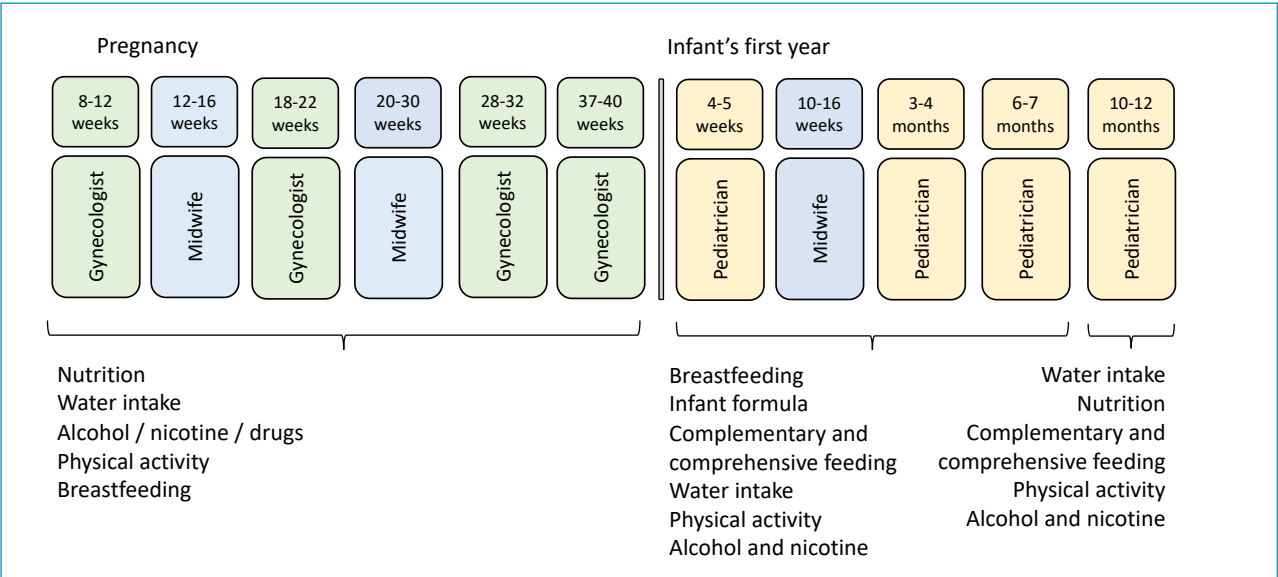 Pregnancy
Infant’s first year
8-12
weeks
12-16
weeks
18-22
weeks
20-30
weeks
28-32
weeks
37-40
weeks
4-5
weeks
10-16
weeks
3-4
months
6-7
months
10-12
months
Gynecologist
Midwife
Gynecologist
Midwife
Gynecologist
Gynecologist
Pediatrician
Midwife
Pediatrician
Pediatrician
Pediatrician
Nutrition
Water intake
Alcohol / nicotine / drugs
Physical activity
Breastfeeding
Breastfeeding
Infant formula
Complementary and
comprehensive feeding
Water intake
Physical activity
Alcohol and nicotine
Water intake
Nutrition
Complementary and
comprehensive feeding
Physical activity
Alcohol and nicotine